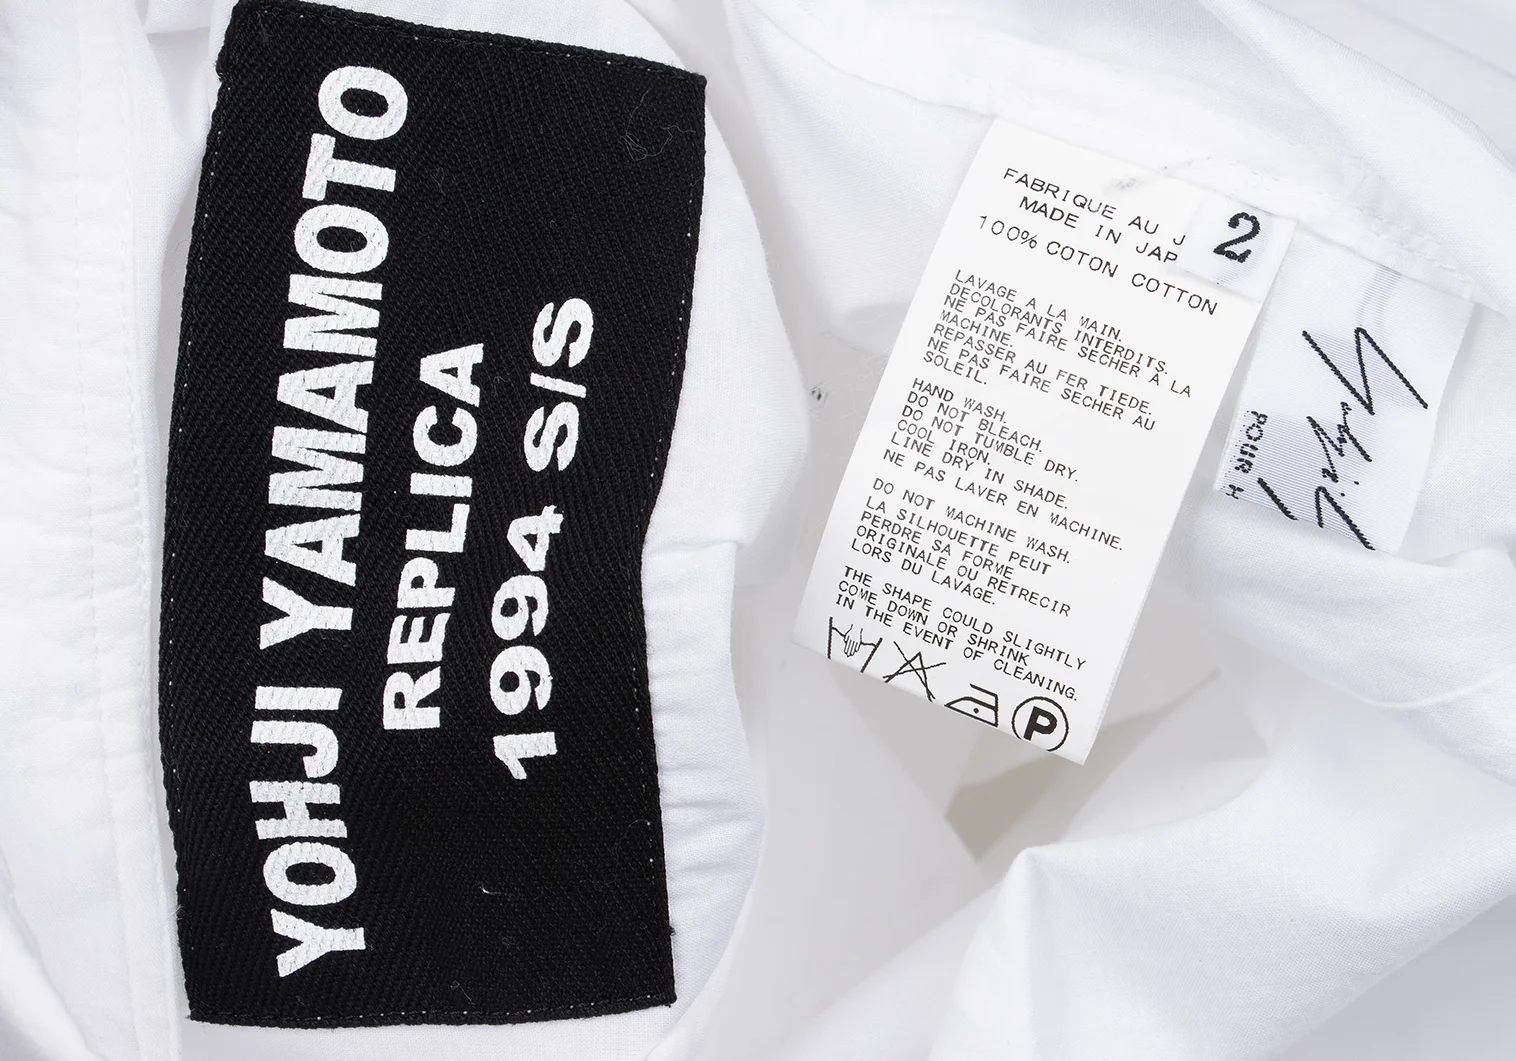 YOHJI YAMAMOTO
REPLICA
1994 S/S
FABRIQUE AU J
MADE IN JAP
100% COTON COTTON
LAVAGE A LA MAIN.
DECOLORANTS INTERDITS.
NE PAS FAIRE SECHER A LA
MACHINE.
REPASSER AU FER TIEDE.
NE PAS FAIRE SECHER AU
SOLEIL.
HAND WASH.
DO NOT BLEACH.
DO NOT TUMBLE DRY.
COOL IRON.
LINE DRY IN SHADE.
NE PAS LAVER EN MACHINE.
DO NOT MACHINE WASH.
LA SILHOUETTE PEUT
PERDRE SA FORME
ORIGINALE OU RETRECIR
LORS DU LAVAGE.
THE SHAPE COULD SLIGHTLY
COME DOWN OR SHRINK
IN THE EVENT OF CLEANING.
P
2
Yohji
POUR H